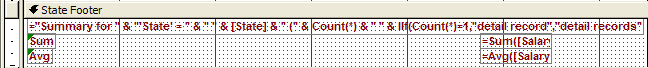 State Footer
="Summary for " & "'State' = " & " " & [State] & " (" & Count(*) & " " & IIf(Count(*)=1,"detail record","detail records"
Sum =Sum([Salary
Avg =Avg([Salary